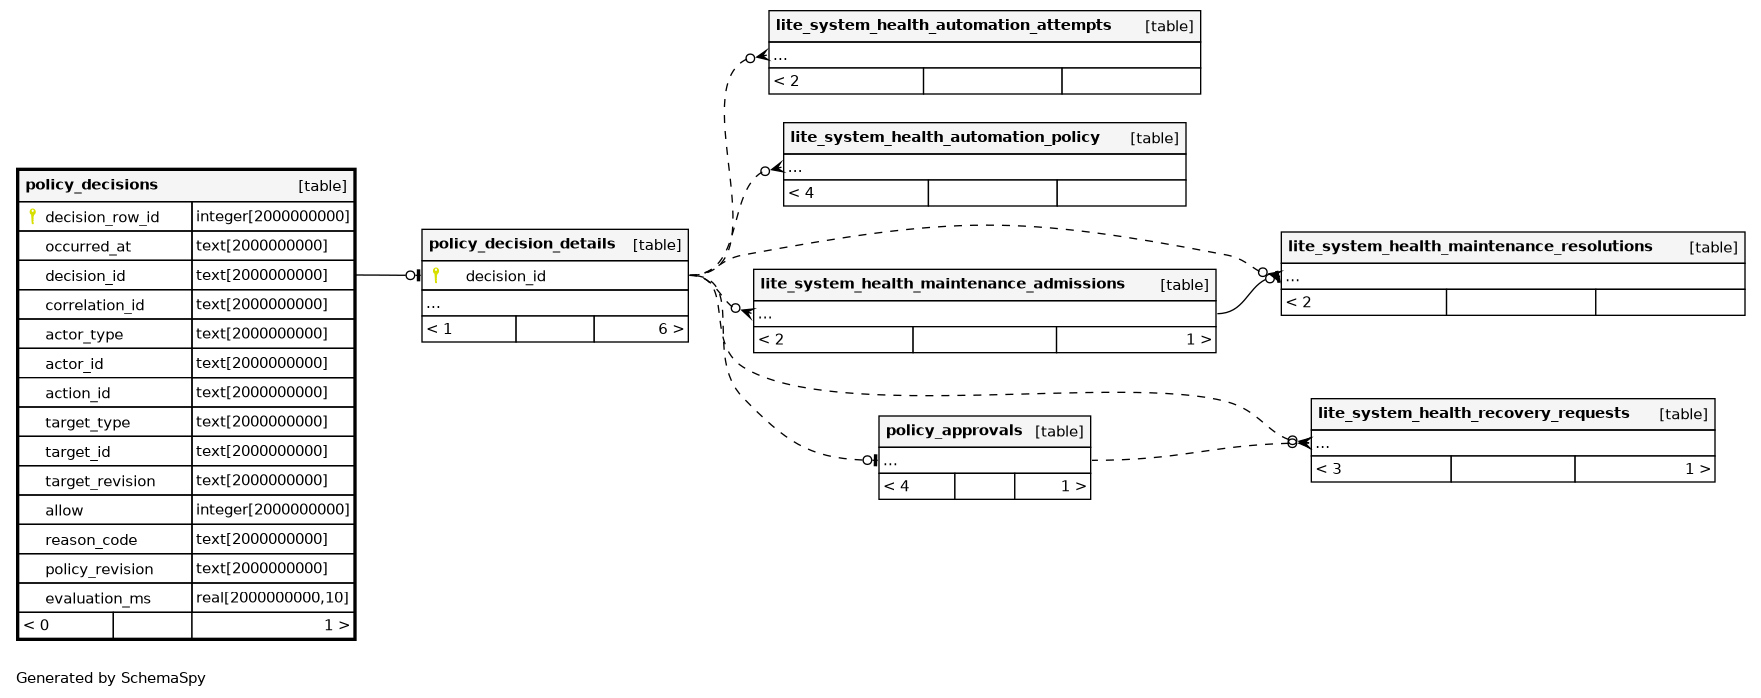 policy_decisions [table]
decision_row_id integer[2000000000]
occurred_at text[2000000000]
decision_id text[2000000000]
correlation_id text[2000000000]
actor_type text[2000000000]
actor_id text[2000000000]
action_id text[2000000000]
target_type text[2000000000]
target_id text[2000000000]
target_revision text[2000000000]
allow integer[2000000000]
reason_code text[2000000000]
policy_revision text[2000000000]
evaluation_ms real[2000000000,10]
< 0 1 >
policy_decision_details [table]
decision_id
...
< 1 6 >
lite_system_health_automation_attempts [table]
...
< 2
lite_system_health_automation_policy [table]
...
< 4
lite_system_health_maintenance_admissions [table]
...
< 2 1 >
policy_approvals [table]
...
< 4 1 >
lite_system_health_maintenance_resolutions [table]
...
< 2
lite_system_health_recovery_requests [table]
...
< 3 1 >
Generated by SchemaSpy